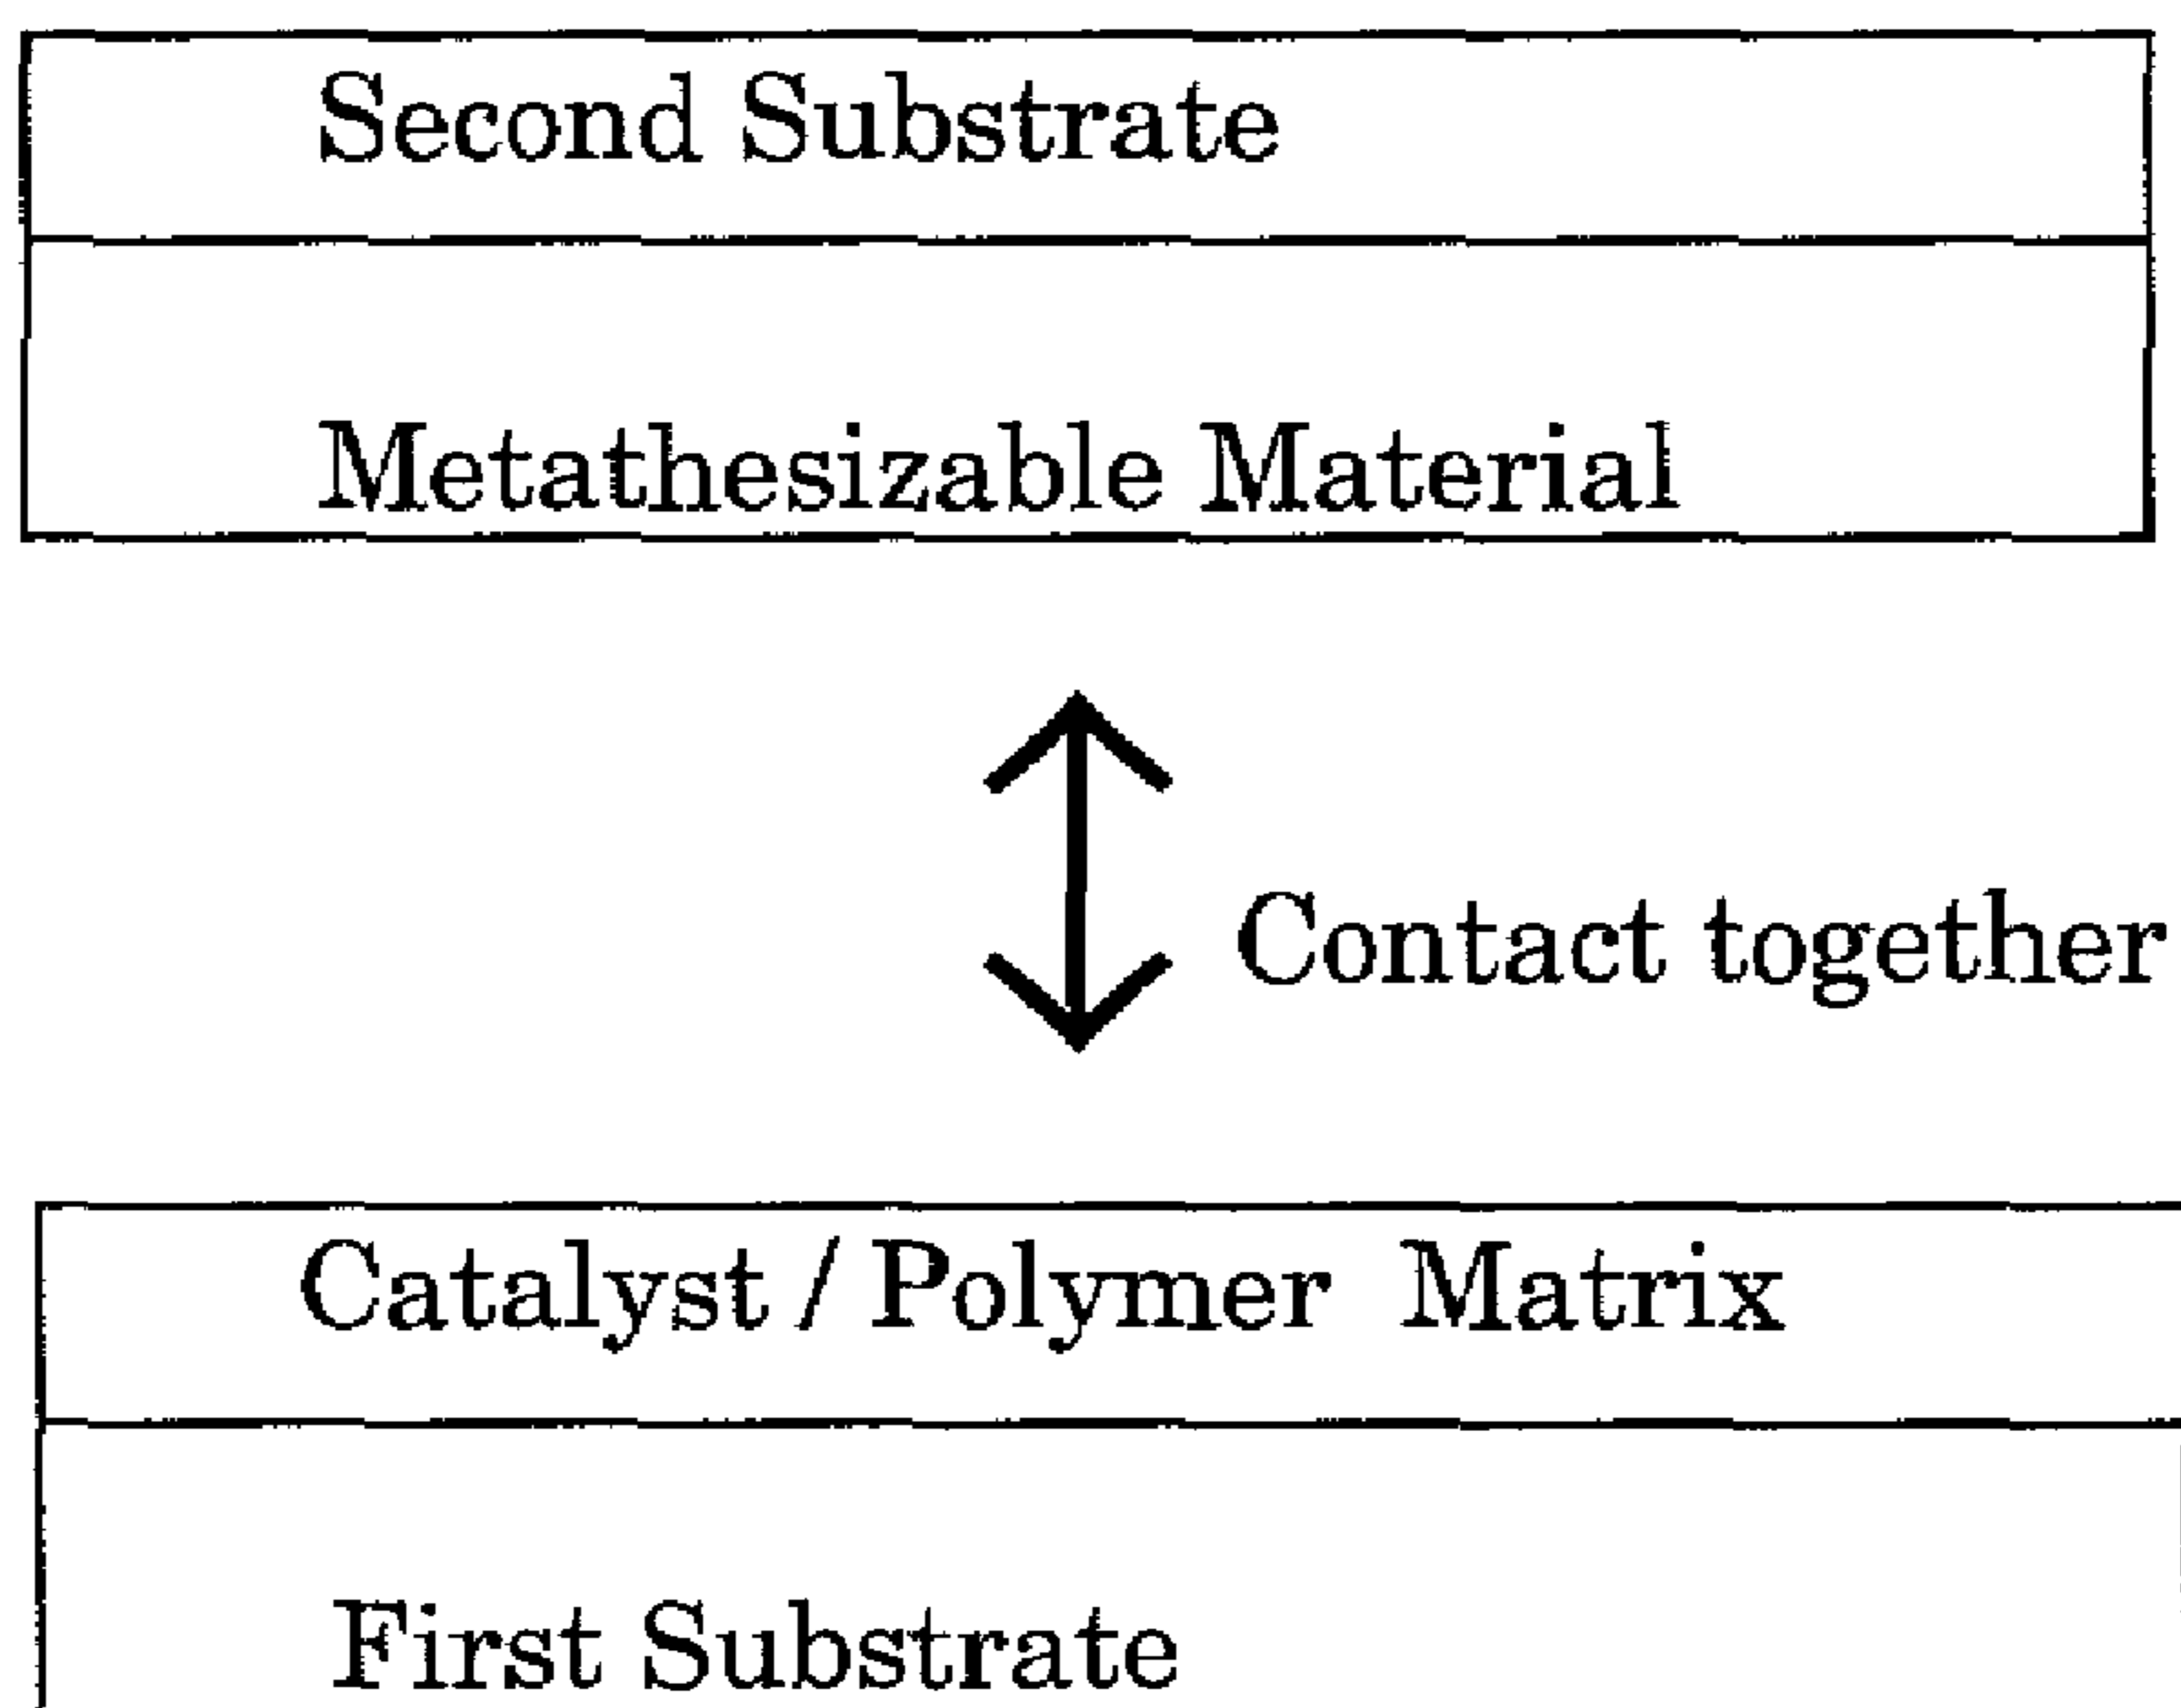 Second Substrate
Metathesizable Material
Contact together
Catalyst / Polymer Matrix
First Substrate